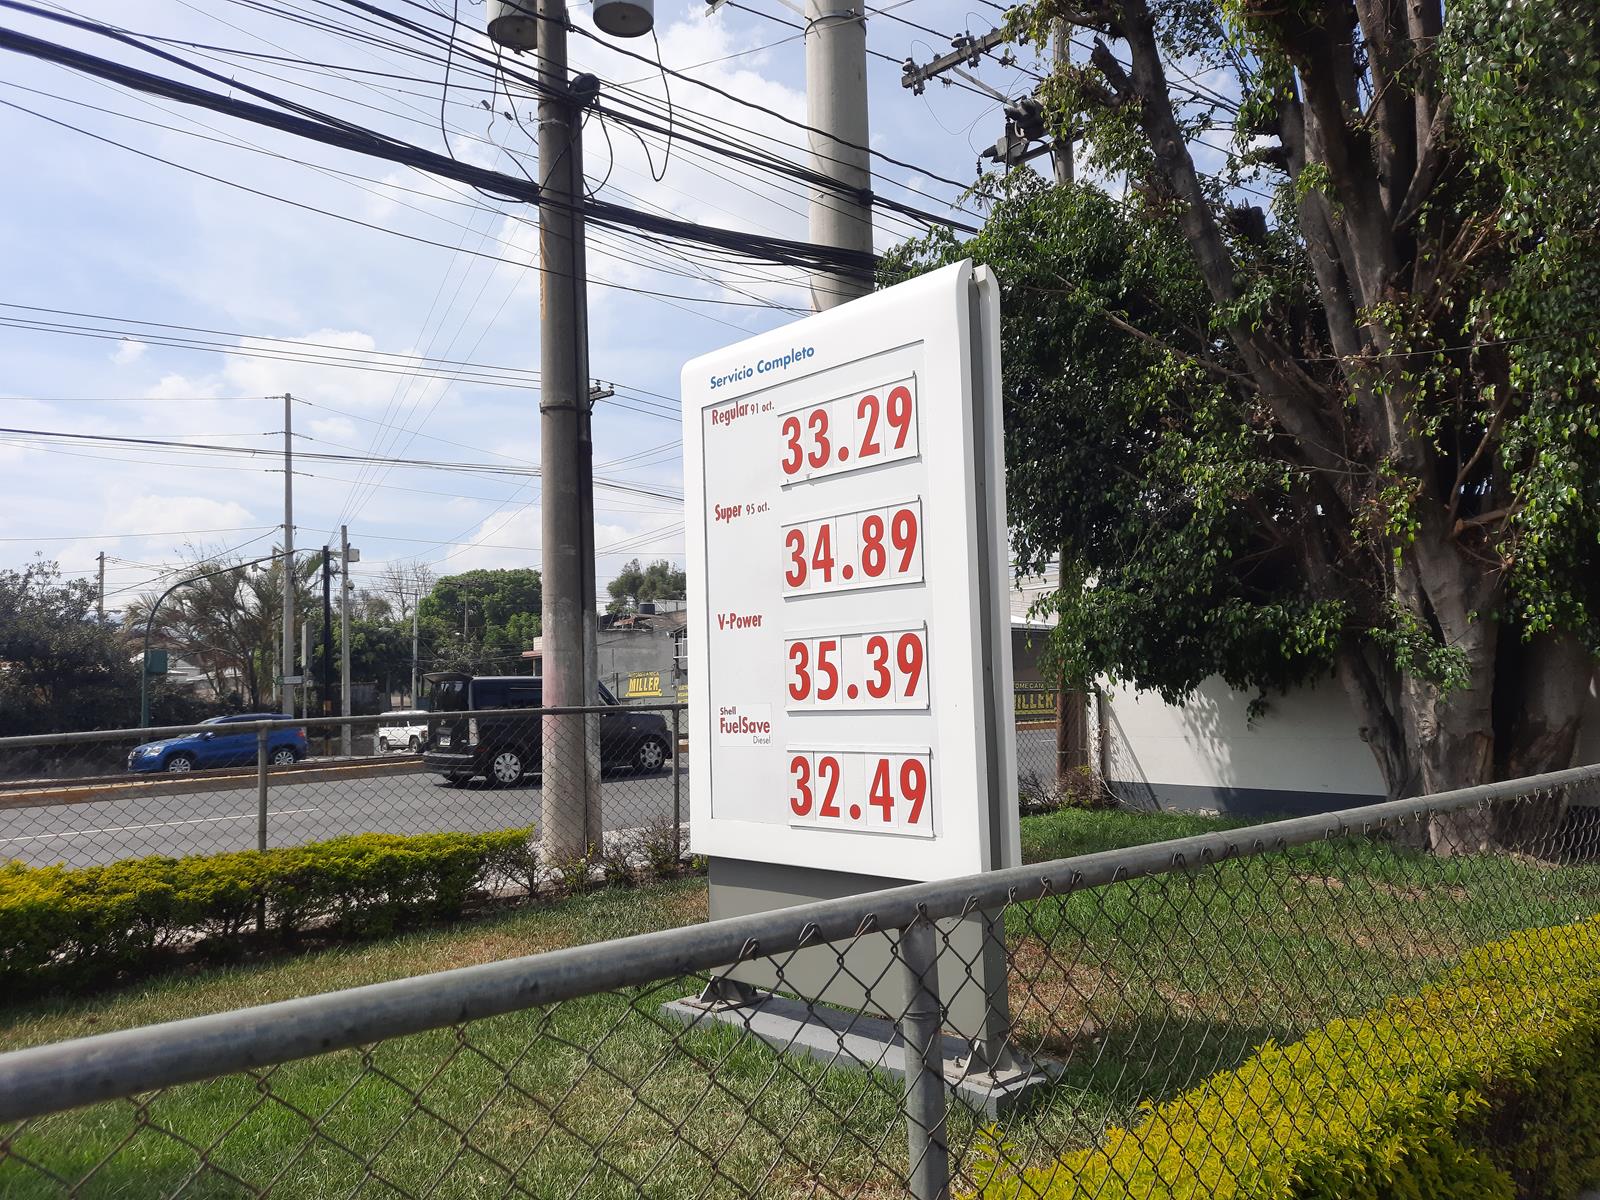 Servicio Completo
Regular 91 oct.
33.29
Super 95 oct.
34.89
V-Power
35.39
Shell
FuelSave
Diesel
32.49
MILLER
MILLER